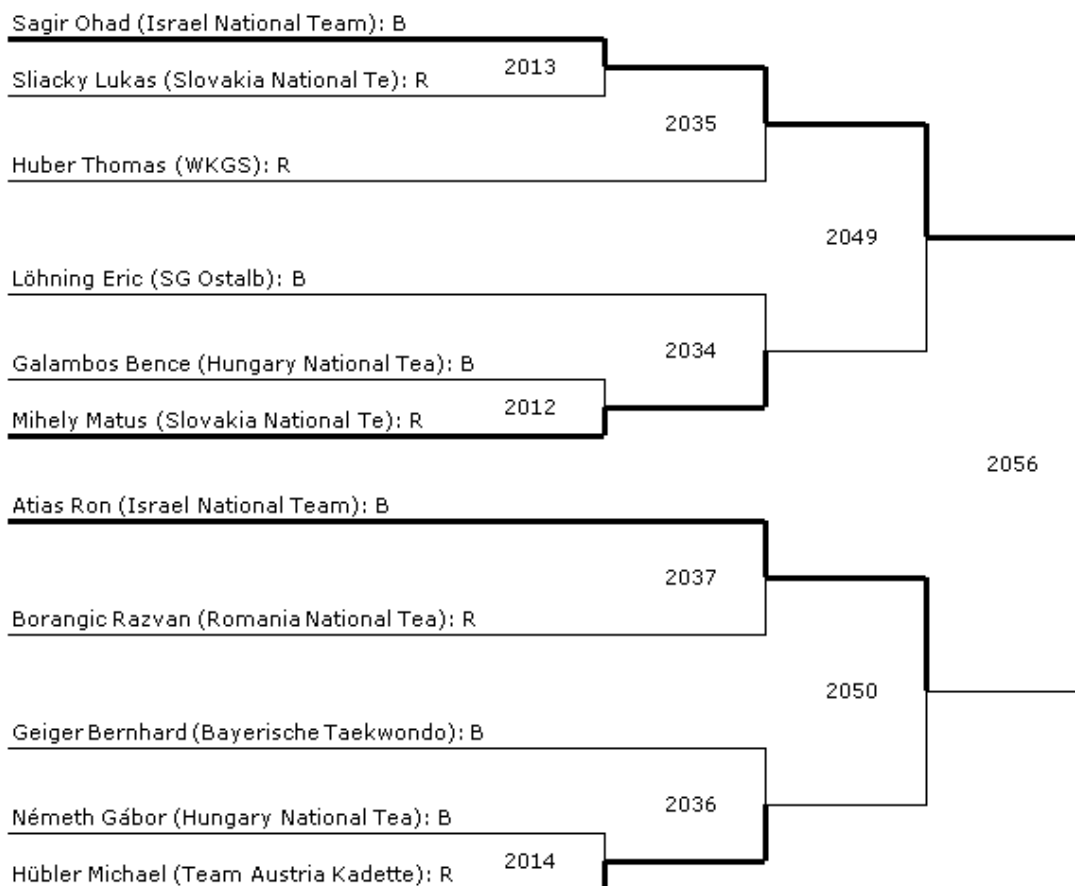 Sagir Ohad (Israel National Team): B
2013
Sliacky Lukas (Slovakia National Te): R
2035
Huber Thomas (WKGS): R
2049
Löhning Eric (SG Ostalb): B
2034
Galambos Bence (Hungary National Tea): B
2012
Mihely Matus (Slovakia National Te): R
2056
Atias Ron (Israel National Team): B
2037
Borangic Razvan (Romania National Tea): R
2050
Geiger Bernhard (Bayerische Taekwondo): B
2036
Németh Gábor (Hungary National Tea): B
2014
Hübler Michael (Team Austria Kadette): R